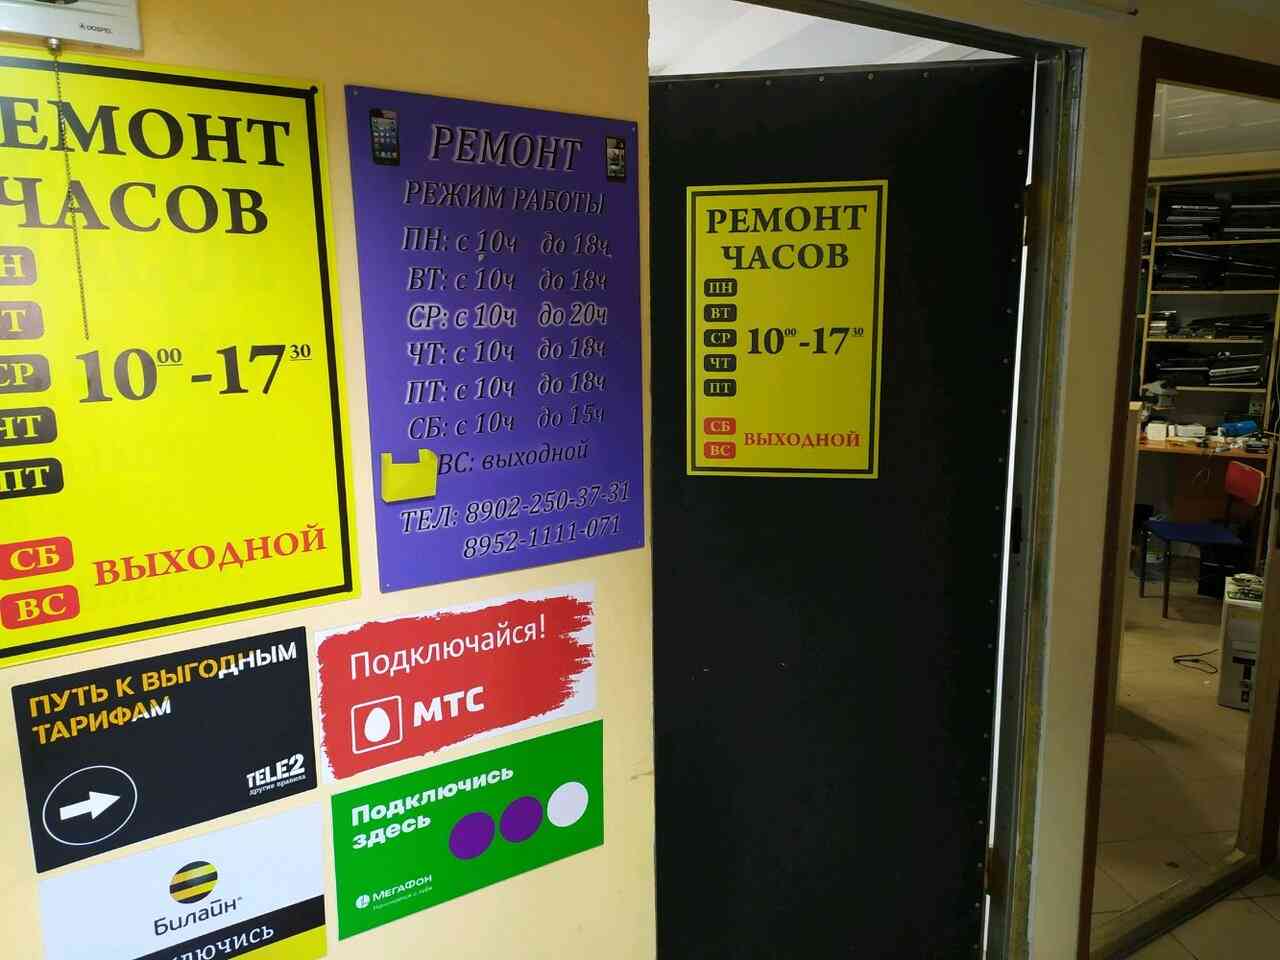 DOSPEL
ЕМОНТ
ЧАСОВ
Н
Т
СР
ЧТ
ПТ
10⁰⁰-17³⁰
СБ
ВС
ВЫХОДНОЙ
РЕМОНТ
РЕЖИМ РАБОТЫ
ПН: с 10ч до 18ч
ВТ: с 10ч до 18ч
СР: с 10ч до 20ч
ЧТ: с 10ч до 18ч
ПТ: с 10ч до 18ч
СБ: с 10ч до 15ч
ВС: выходной
ТЕЛ: 8902-250-37-31
8952-1111-071
РЕМОНТ
ЧАСОВ
ПН
ВТ
СР
ЧТ
ПТ
10⁰⁰-17³⁰
СБ
ВС
ВЫХОДНОЙ
ПУТЬ К ВЫГОДНЫМ
ТАРИФАМ
TELE2
другие правила
Подключайся!
МТС
Подключись
здесь
МЕГАФОН
Билайн
ключись